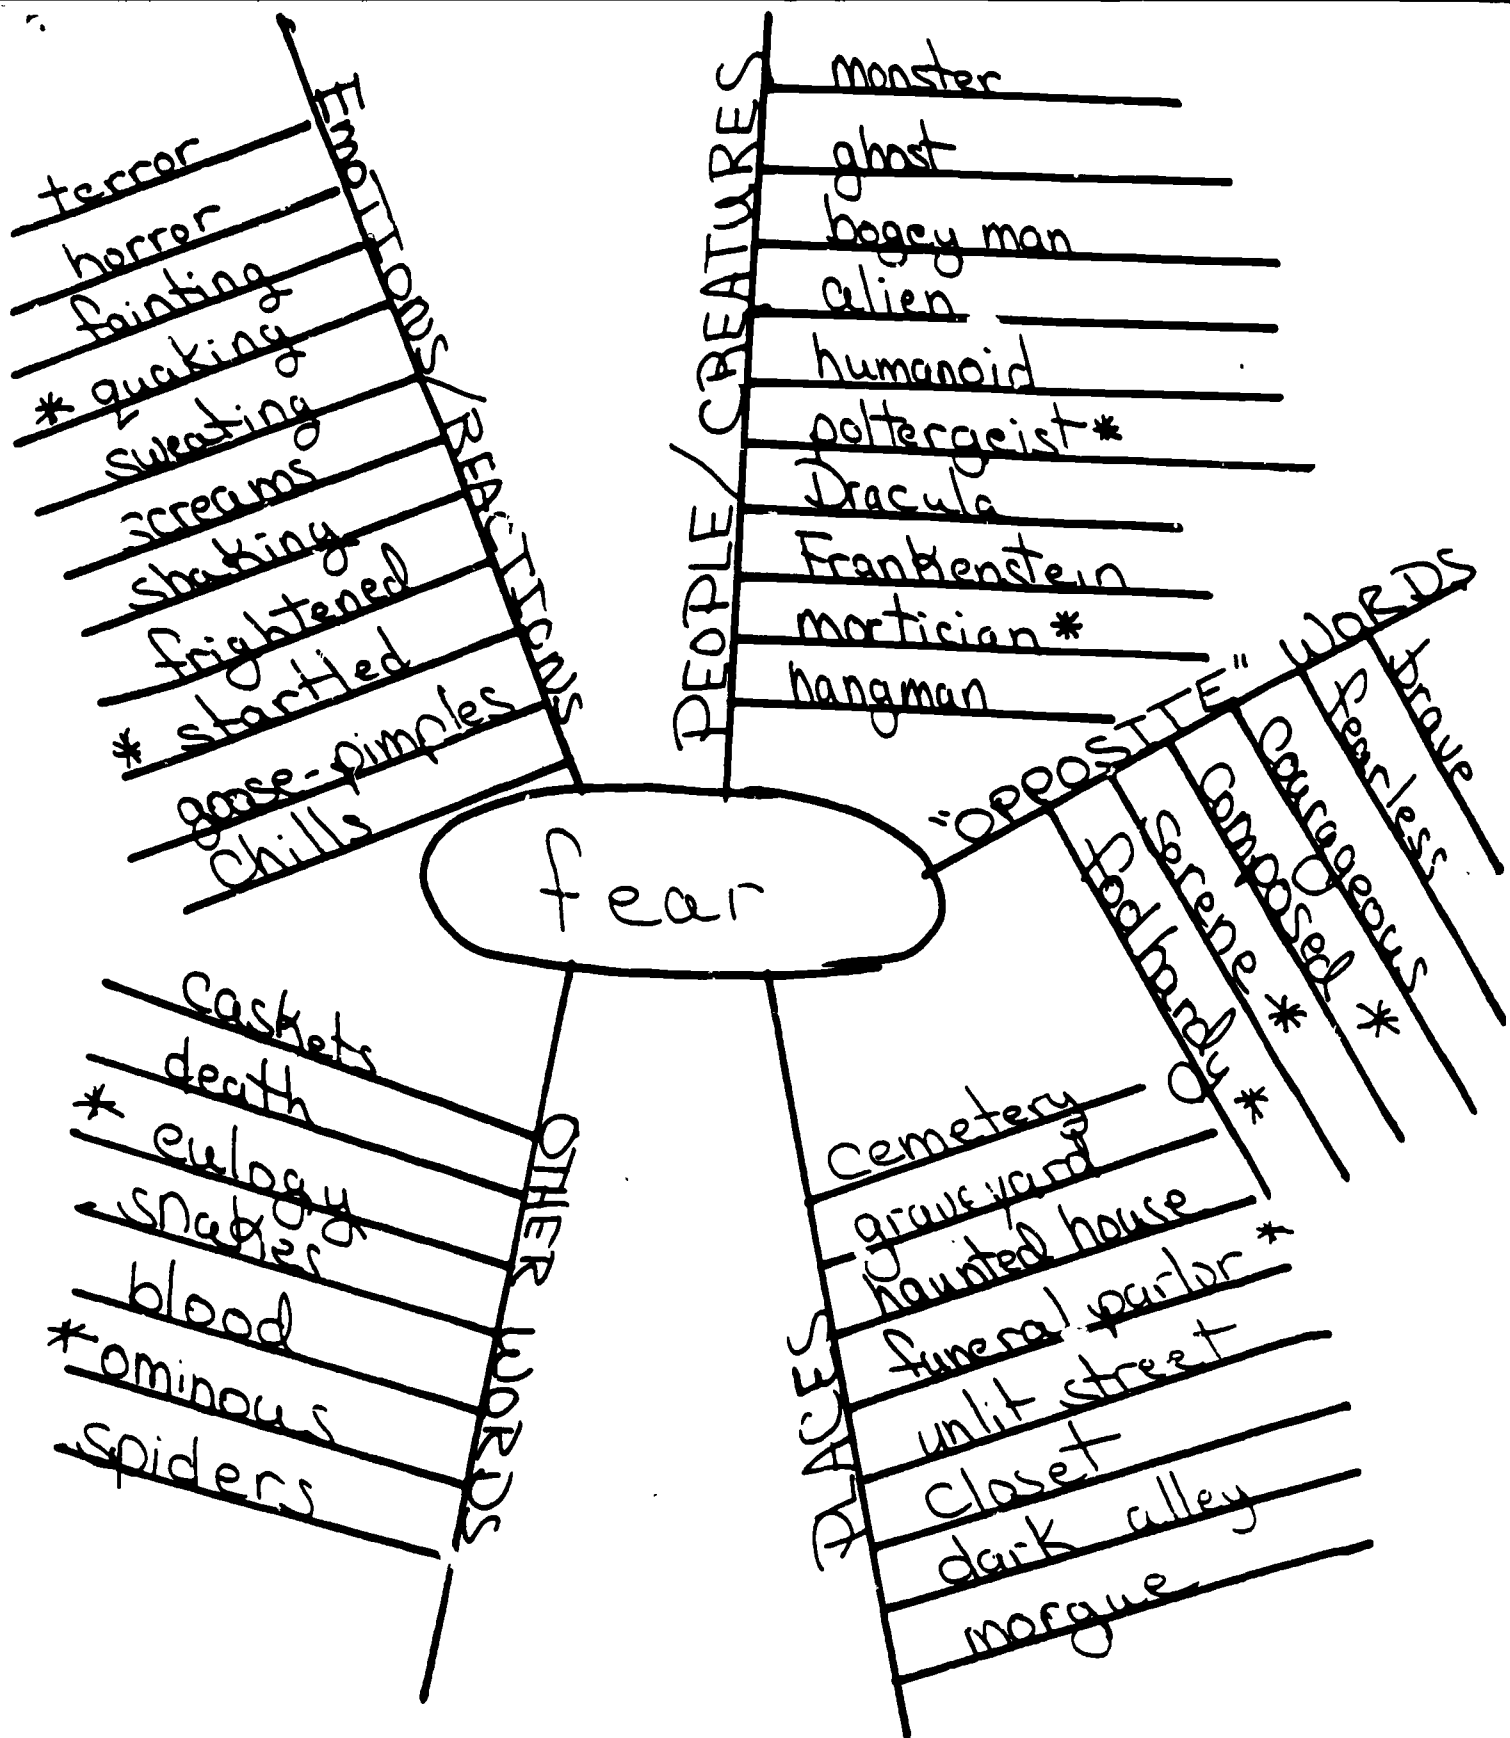 EMOTIONS / REACTIONS
terror
horror
fainting
* quaking
sweating
screams
shaking
frightened
* startled
goose-pimples
Chills
PEOPLE / CREATURES
monster
ghost
bogey man
alien
humanoid
poltergeist *
Dracula
Frankenstein
mortician *
hangman
"OPPOSITE" WORDS
brave
fearless
Courageous
Composed *
Serene *
foolhardy *
fear
OTHER WORDS
caskets
death
* eulogy
snakes
blood
* ominous
spiders
PLACES
Cemetery
graveyard
haunted house
funeral parlor *
unlit street
Closet
dark alley
morgue